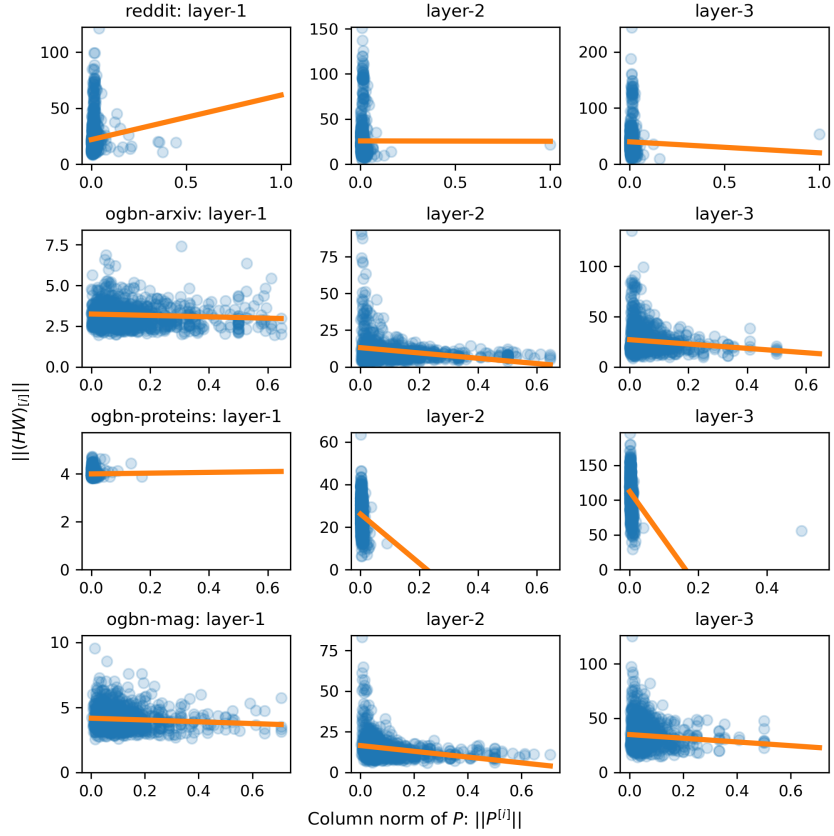 reddit: layer-1 layer-2 layer-3
100 150 200
50 100 100
0 50 0
0
0.0 0.5 1.0 0.0 0.5 1.0 0.0 0.5 1.0
ogbn-arxiv: layer-1 layer-2 layer-3
7.5 75 100
5.0 50 50
2.5 25 0
0.0 0
0.0 0.2 0.4 0.6 0.0 0.2 0.4 0.6 0.0 0.2 0.4 0.6
||(HW)[i]||
ogbn-proteins: layer-1 layer-2 layer-3
4 60 150
2 40 100
0 20 50
0 0
0.0 0.2 0.4 0.6 0.0 0.2 0.4 0.6 0.0 0.2 0.4
ogbn-mag: layer-1 layer-2 layer-3
10 75 100
5 50 50
0 25 0
0
0.0 0.2 0.4 0.6 0.0 0.2 0.4 0.6 0.0 0.2 0.4 0.6
Column norm of P: ||P[i]||